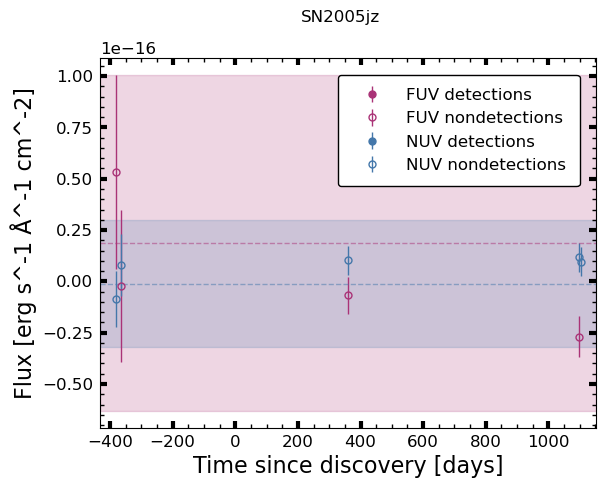 SN2005jz
1e−16
FUV detections
FUV nondetections
NUV detections
NUV nondetections
1.00
0.75
0.50
0.25
0.00
−0.25
−0.50
Flux [erg s^-1 Å^-1 cm^-2]
−400 −200 0 200 400 600 800 1000
Time since discovery [days]